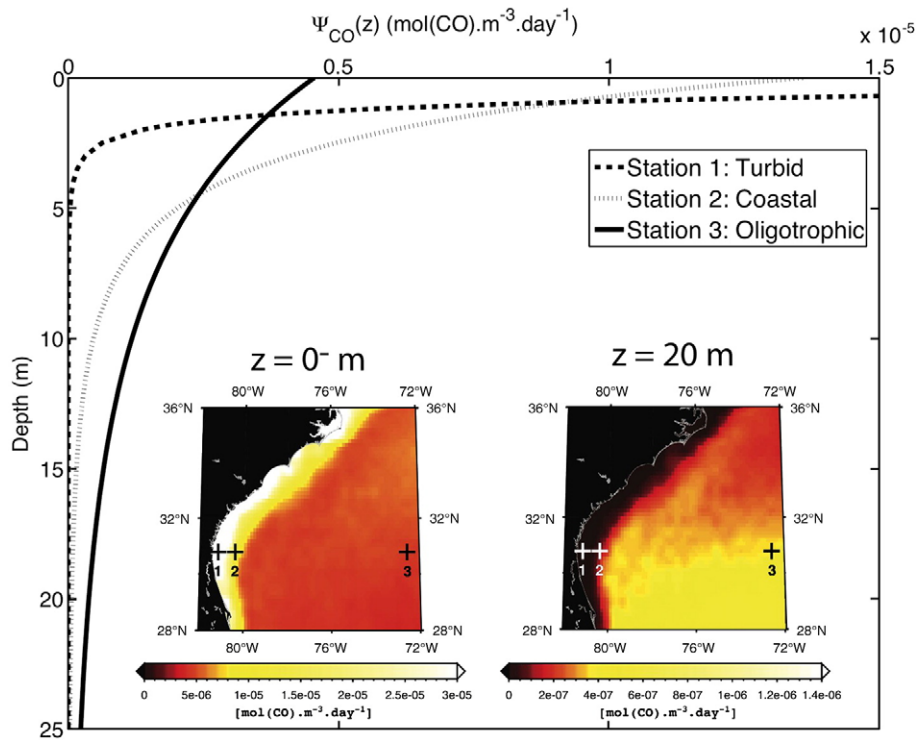 Ψ_CO(z) (mol(CO).m⁻³.day⁻¹)
x 10⁻⁵
0 0.5 1 1.5
0
5
10
15
20
25
Depth (m)
Station 1: Turbid
Station 2: Coastal
Station 3: Oligotrophic
z = 0⁻ m
80°W 76°W 72°W
36°N 36°N
32°N 32°N
28°N 28°N
1 2 3
80°W 76°W 72°W
0 5e-06 1e-05 1.5e-05 2e-05 2.5e-05 3e-05
[mol(CO).m⁻³.day⁻¹]
z = 20 m
80°W 76°W 72°W
36°N 36°N
32°N 32°N
28°N 28°N
1 2 3
80°W 76°W 72°W
0 2e-07 4e-07 6e-07 8e-07 1e-06 1.2e-06 1.4e-06
[mol(CO).m⁻³.day⁻¹]